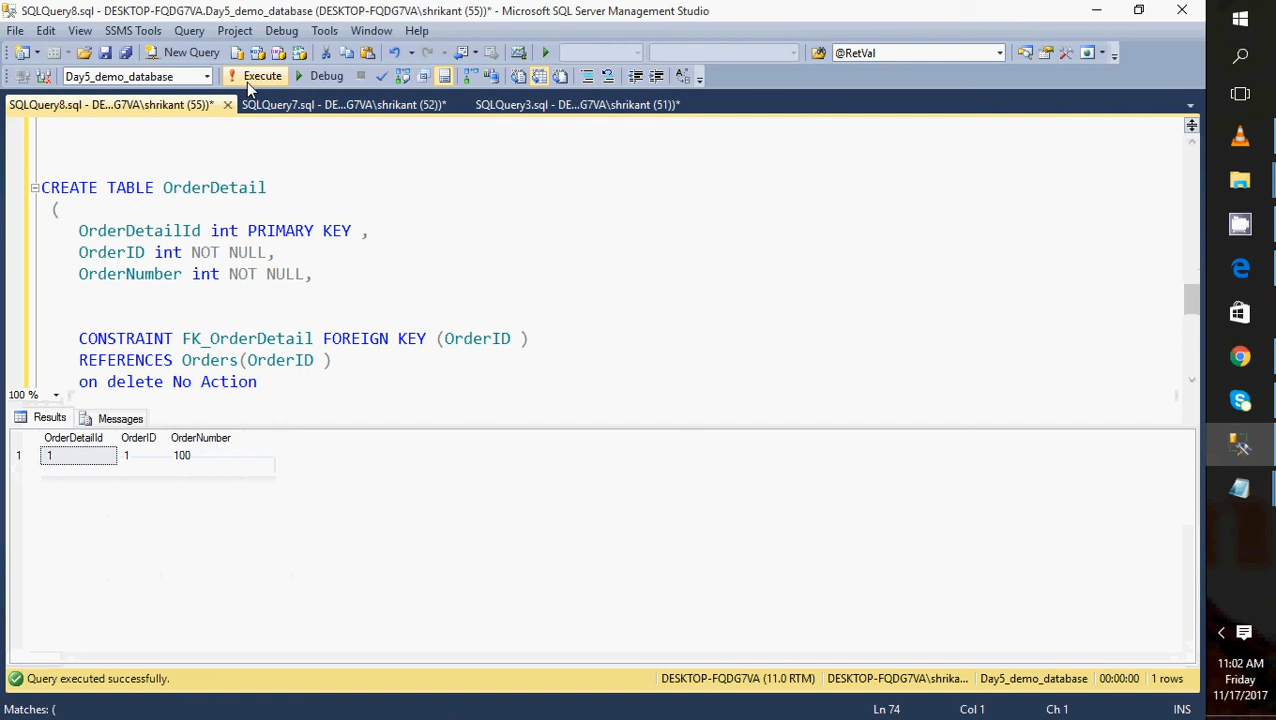 SQLQuery8.sql - DESKTOP-FQDG7VA.Day5_demo_database (DESKTOP-FQDG7VA\shrikant (55))* - Microsoft SQL Server Management Studio
File Edit View SSMS Tools Query Project Debug Tools Window Help
New Query @RetVal
Day5_demo_database Execute Debug
SQLQuery8.sql - DE...G7VA\shrikant (55))* SQLQuery7.sql - DE...G7VA\shrikant (52))* SQLQuery3.sql - DE...G7VA\shrikant (51))*
CREATE TABLE OrderDetail
(
OrderDetailId int PRIMARY KEY ,
OrderID int NOT NULL,
OrderNumber int NOT NULL,
CONSTRAINT FK_OrderDetail FOREIGN KEY (OrderID )
REFERENCES Orders(OrderID )
on delete No Action
100 %
Results Messages
OrderDetailId OrderID OrderNumber
1 1 1 100
Query executed successfully. DESKTOP-FQDG7VA (11.0 RTM) DESKTOP-FQDG7VA\shrika... Day5_demo_database 00:00:00 1 rows
Matches: ( Ln 74 Col 1 Ch 1 INS
11:02 AM
Friday
11/17/2017